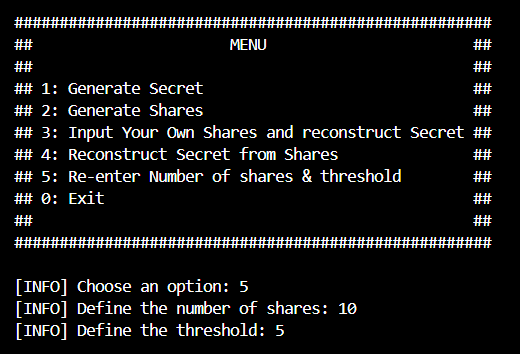 #####################################################
##                      MENU                       ##
##                                                 ##
## 1: Generate Secret                              ##
## 2: Generate Shares                              ##
## 3: Input Your Own Shares and reconstruct Secret ##
## 4: Reconstruct Secret from Shares               ##
## 5: Re-enter Number of shares & threshold        ##
## 0: Exit                                         ##
##                                                 ##
#####################################################

[INFO] Choose an option: 5
[INFO] Define the number of shares: 10
[INFO] Define the threshold: 5